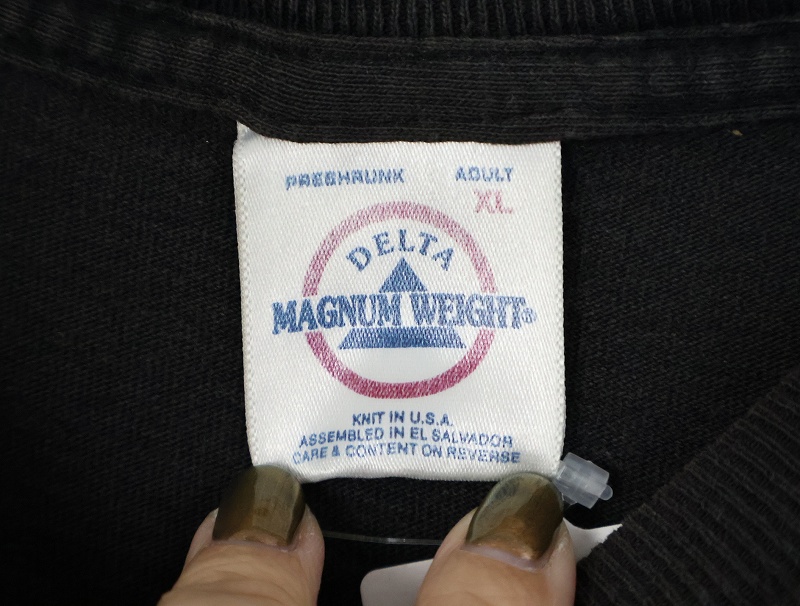 PRESHRUNK ADULT
XL
DELTA
MAGNUM WEIGHT®
KNIT IN U.S.A.
ASSEMBLED IN EL SALVADOR
CARE & CONTENT ON REVERSE